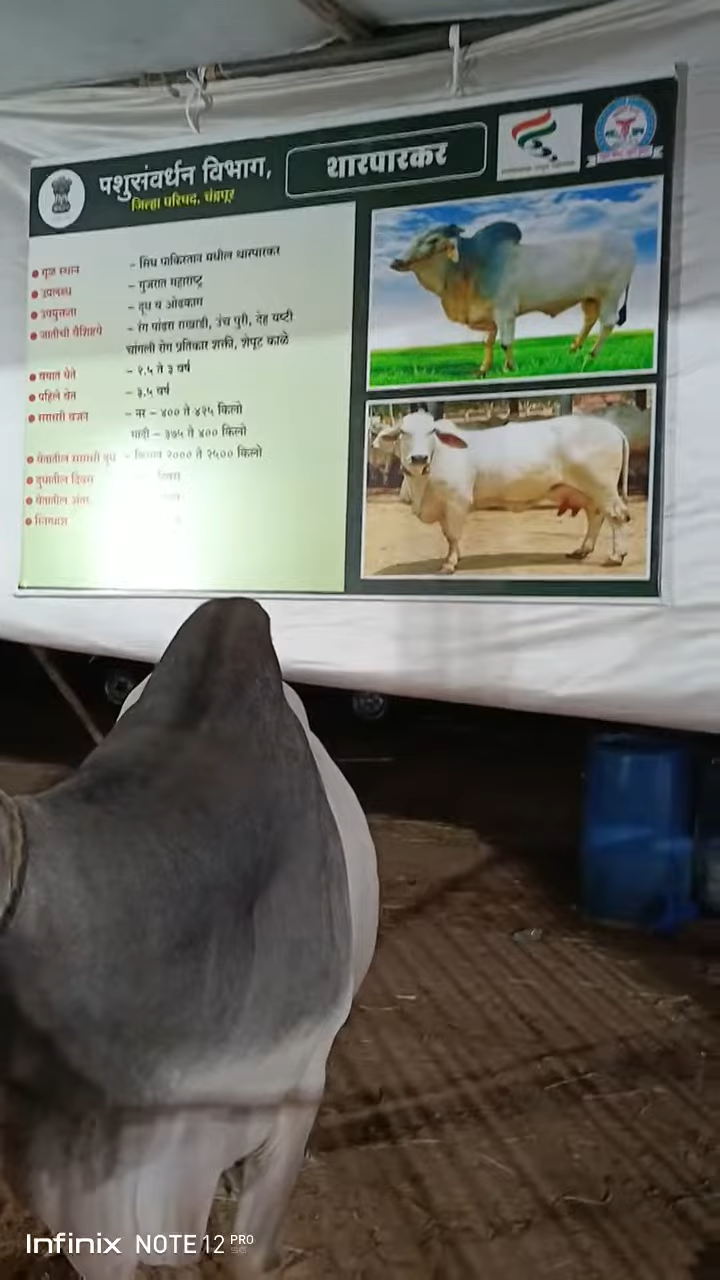 पशुसंवर्धन विभाग,
जिल्हा परिषद, चंद्रपूर
थारपारकर
मूळ स्थान - सिंध पाकिस्तान मधील थारपारकर
उपलब्ध - गुजरात महाराष्ट्र
उपयुक्तता - दूध व ओढकाम
जातीची वैशिष्ट्ये - रंग पांढरा राखाडी, उंच पुरी, देह यष्टी
चांगली रोग प्रतिकार शक्ती, शेपूट काळे
वयात येते - २.५ ते ३ वर्ष
पहिले वेत - ३.५ वर्ष
सरासरी वजन - नर - ४०० ते ४२५ किलो
मादी - ३७५ ते ४०० किलो
वेतातील सरासरी दूध - २००० ते २५०० किलो
दुधातील दिवस
वेतातील अंतर
Infinix NOTE 12 PRO